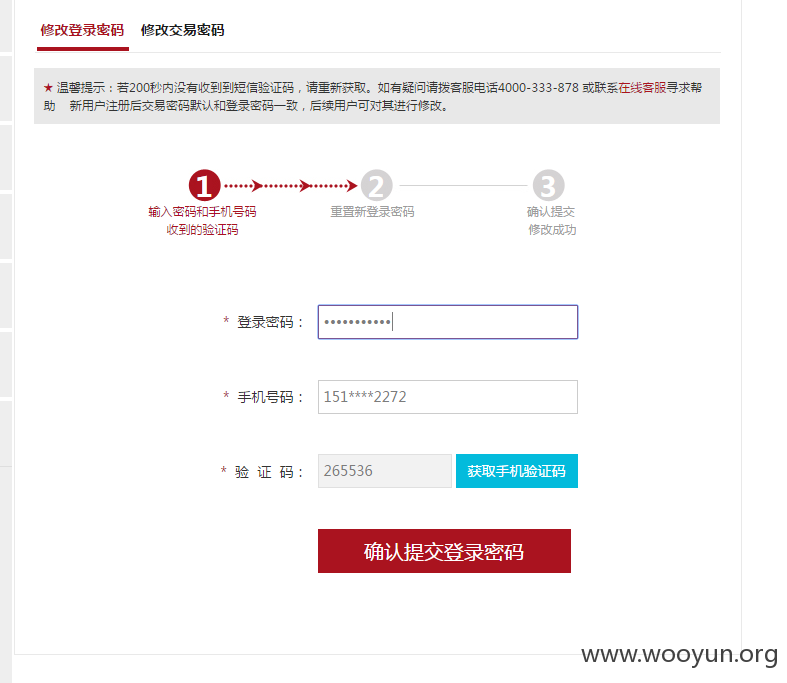 修改登录密码 修改交易密码
★ 温馨提示：若200秒内没有收到到短信验证码，请重新获取。如有疑问请拨客服电话4000-333-878 或联系在线客服寻求帮
助 新用户注册后交易密码默认和登录密码一致，后续用户可对其进行修改。
1 2 3
输入密码和手机号码 重置新登录密码 确认提交
收到的验证码 修改成功
* 登录密码： •••••••••••
* 手机号码： 151****2272
* 验 证 码： 265536 获取手机验证码
确认提交登录密码
www.wooyun.org